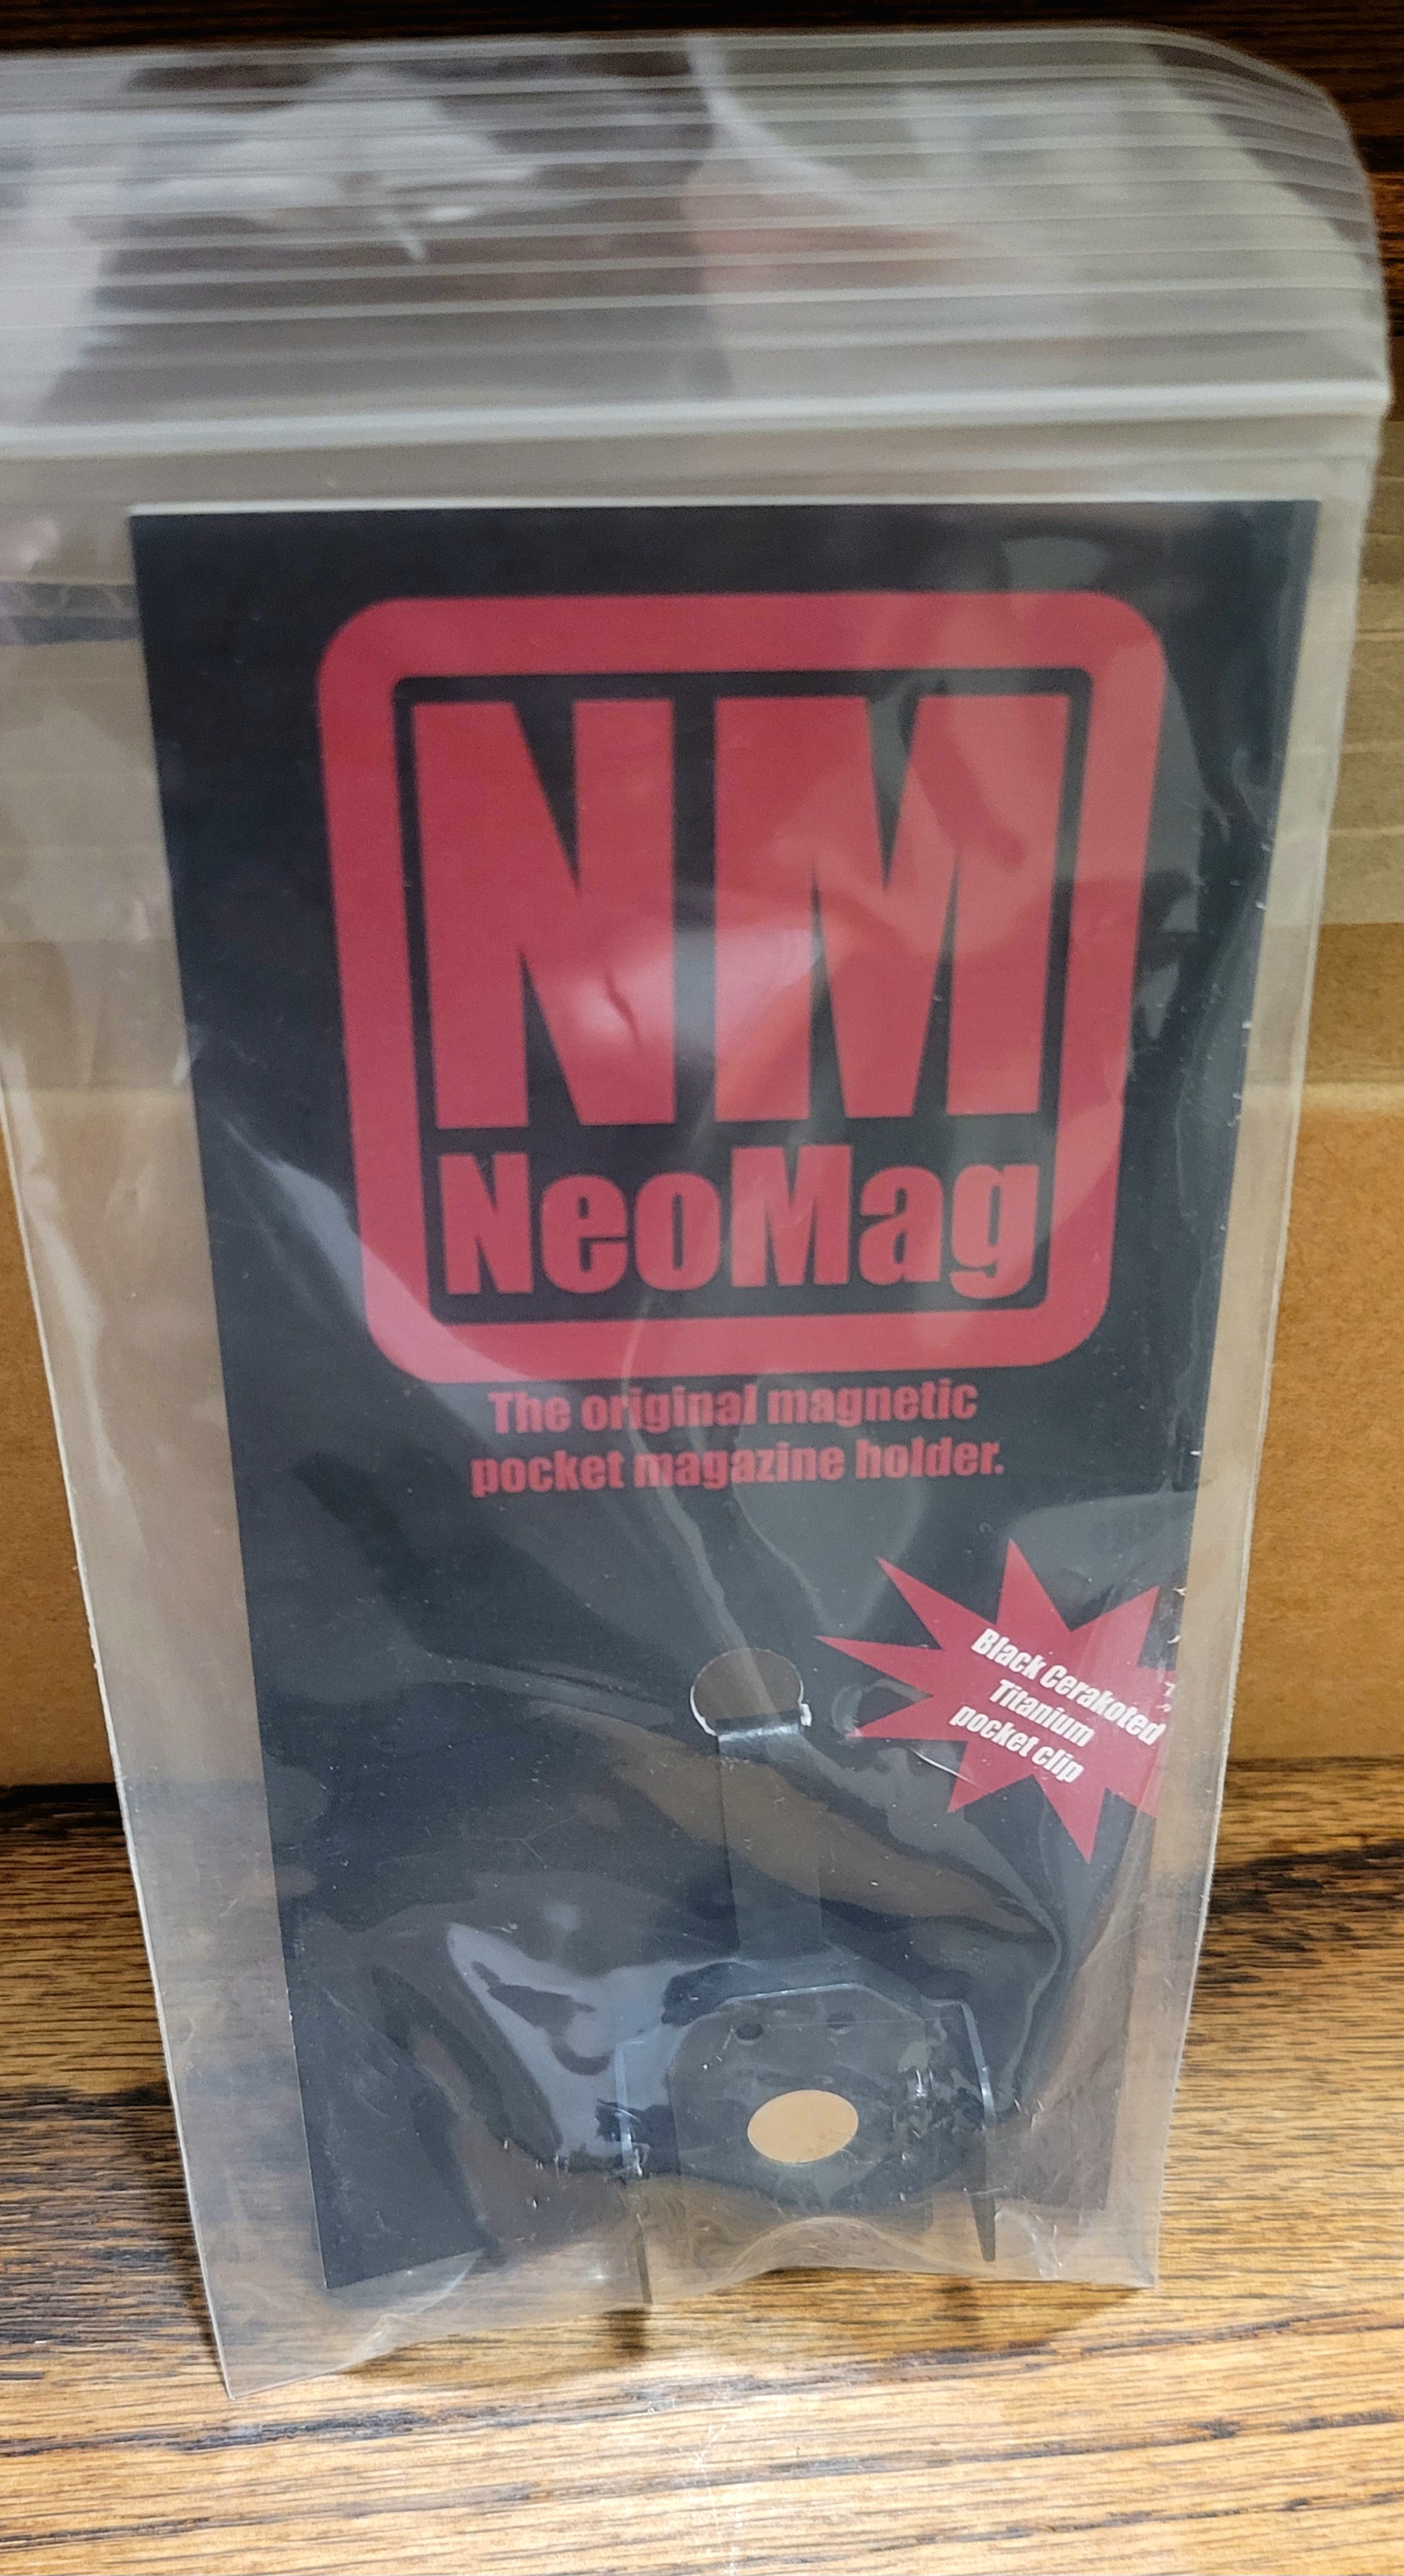 NM
NeoMag
The original magnetic
pocket magazine holder.
Black Cerakoted
Titanium
pocket clip